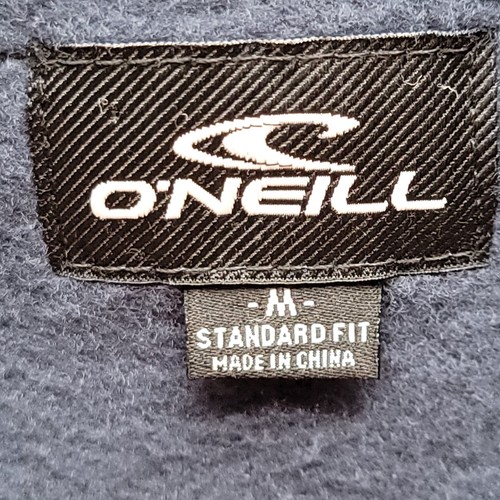 O'NEILL
-M-
STANDARD FIT
MADE IN CHINA